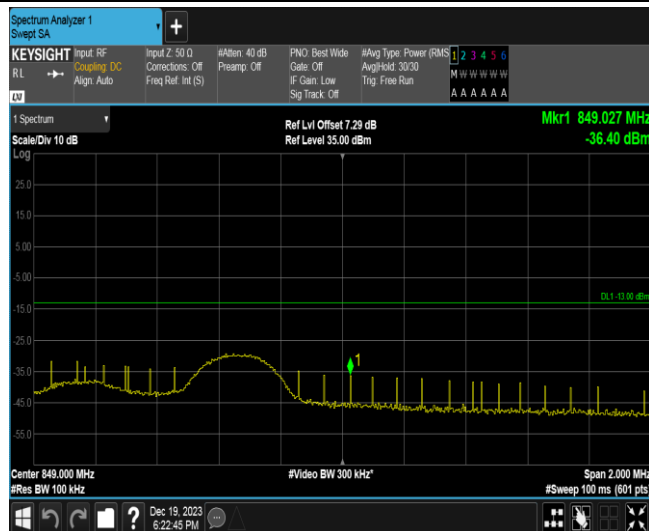 Spectrum Analyzer 1
Swept SA
KEYSIGHT
RL
LXI
Input: RF
Coupling: DC
Align: Auto
Input Z: 50 Ω
Corrections: Off
Freq Ref: Int (S)
#Atten: 40 dB
Preamp: Off
PNO: Best Wide
Gate: Off
IF Gain: Low
Sig Track: Off
#Avg Type: Power (RMS
Avg|Hold: 30/30
Trig: Free Run
1 2 3 4 5 6
M W W W W W
A A A A A A
1 Spectrum
Scale/Div 10 dB
Log
Ref Lvl Offset 7.29 dB
Ref Level 35.00 dBm
Mkr1 849.027 MHz
-36.40 dBm
25.0
15.0
5.00
-5.00
DL1 -13.00 dBm
-15.0
-25.0
1
-35.0
-45.0
-55.0
Center 849.000 MHz
#Res BW 100 kHz
#Video BW 300 kHz*
Span 2.000 MHz
#Sweep 100 ms (601 pts)
?
Dec 19, 2023
6:22:45 PM